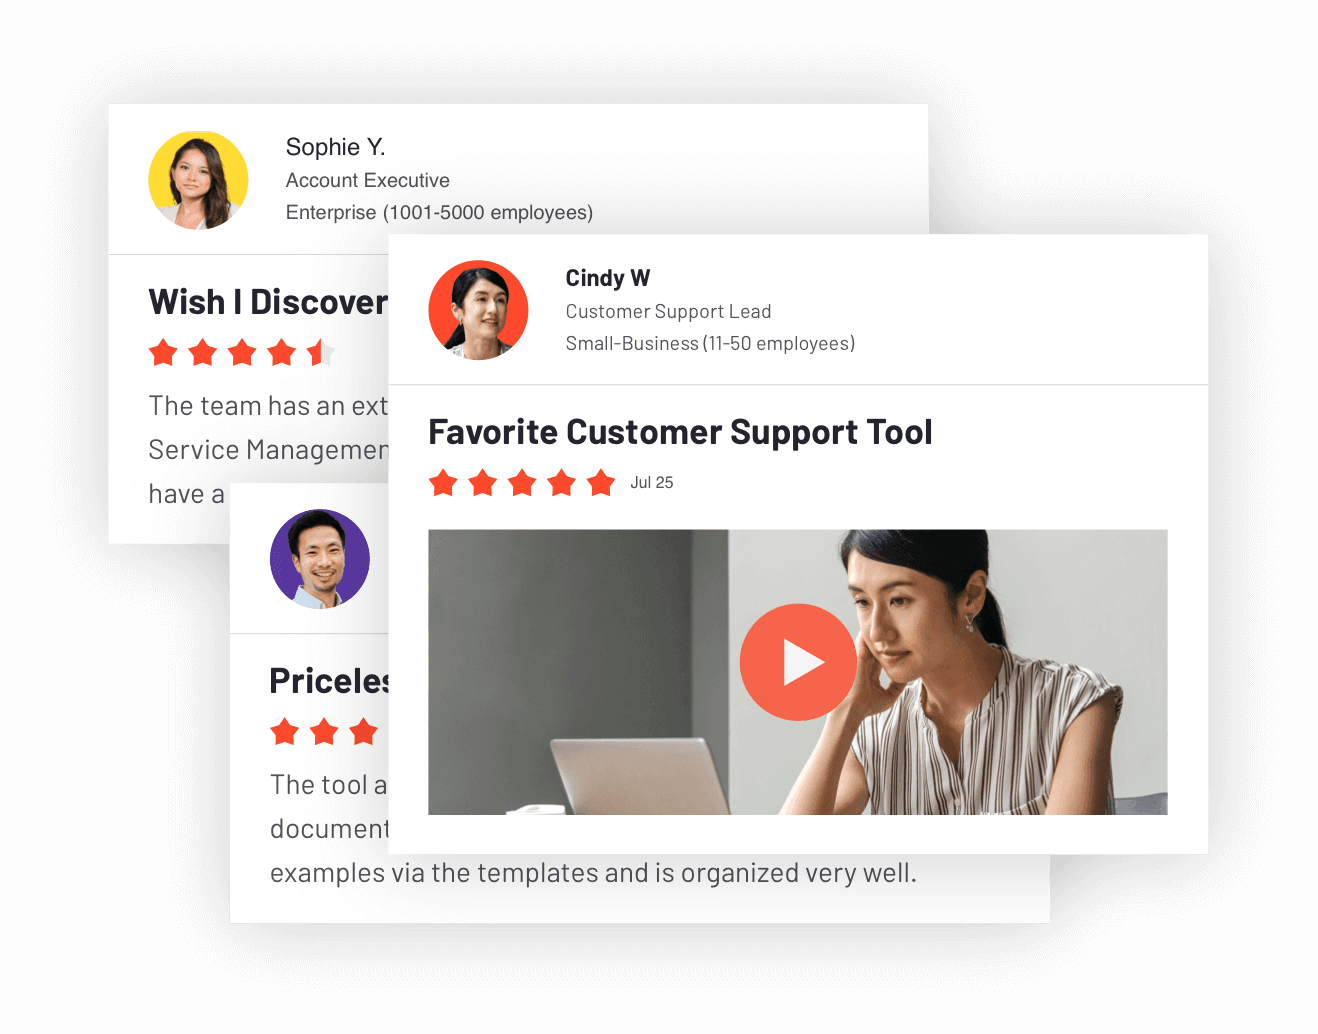 Sophie Y.
Account Executive
Enterprise (1001-5000 employees)
Wish I Discover
The team has an ext
Service Managemen
have a
Cindy W
Customer Support Lead
Small-Business (11-50 employees)
Favorite Customer Support Tool
Jul 25
Priceles
The tool a
document
examples via the templates and is organized very well.